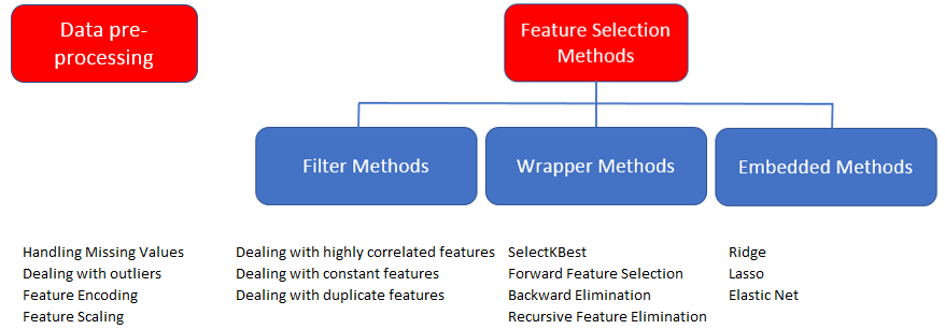 Data pre-
processing
Feature Selection
Methods
Filter Methods
Wrapper Methods
Embedded Methods
Handling Missing Values
Dealing with outliers
Feature Encoding
Feature Scaling
Dealing with highly correlated features
Dealing with constant features
Dealing with duplicate features
SelectKBest
Forward Feature Selection
Backward Elimination
Recursive Feature Elimination
Ridge
Lasso
Elastic Net